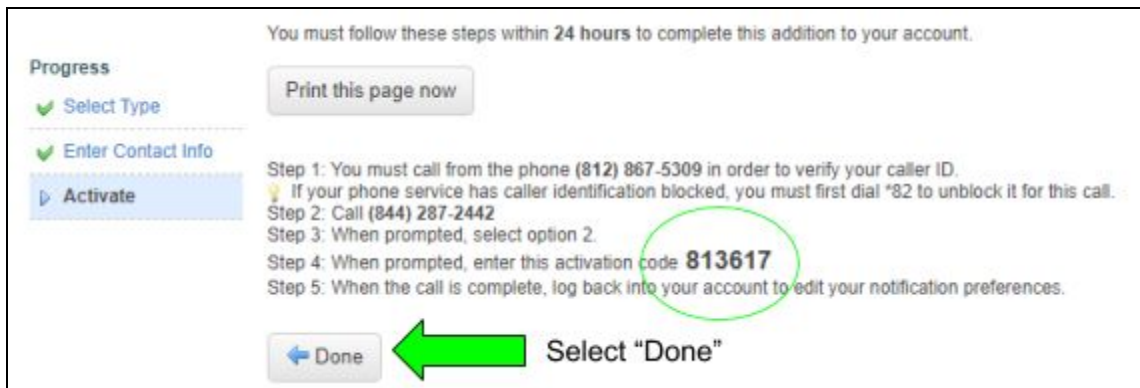 You must follow these steps within 24 hours to complete this addition to your account.
Progress
Print this page now
Select Type
Enter Contact Info
Activate
Step 1: You must call from the phone (812) 867-5309 in order to verify your caller ID.
If your phone service has caller identification blocked, you must first dial *82 to unblock it for this call.
Step 2: Call (844) 287-2442
Step 3: When prompted, select option 2.
Step 4: When prompted, enter this activation code 813617
Step 5: When the call is complete, log back into your account to edit your notification preferences.
Done
Select “Done”